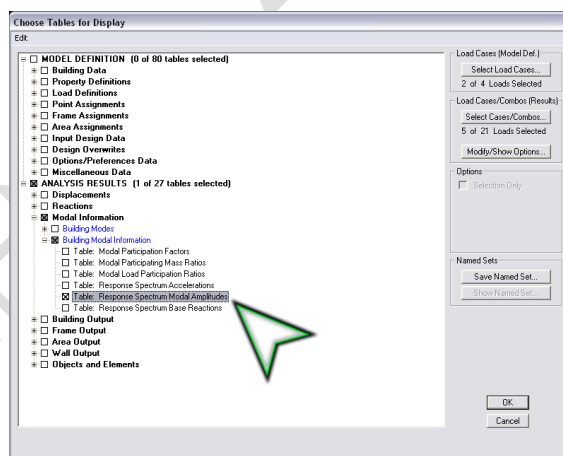 Choose Tables for Display
Edit
MODEL DEFINITION (0 of 80 tables selected)
Building Data
Property Definitions
Load Definitions
Point Assignments
Frame Assignments
Area Assignments
Input Design Data
Design Overwrites
Options/Preferences Data
Miscellaneous Data
ANALYSIS RESULTS (1 of 27 tables selected)
Displacements
Reactions
Modal Information
Building Modes
Building Modal Information
Table: Modal Participation Factors
Table: Modal Participating Mass Ratios
Table: Modal Load Participation Ratios
Table: Response Spectrum Accelerations
Table: Response Spectrum Modal Amplitudes
Table: Response Spectrum Base Reactions
Building Output
Frame Output
Area Output
Wall Output
Objects and Elements
Load Cases (Model Def.)
Select Load Cases...
2 of 4 Loads Selected
Load Cases/Combos (Results)
Select Cases/Combos...
5 of 21 Loads Selected
Modify/Show Options...
Options
Selection Only
Named Sets
Save Named Set...
Show Named Set...
OK
Cancel